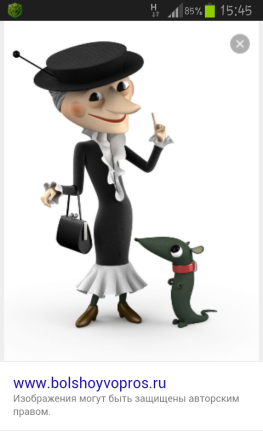 Н 85% 15:45
www.bolshoyvopros.ru
Изображения могут быть защищены авторским
правом.